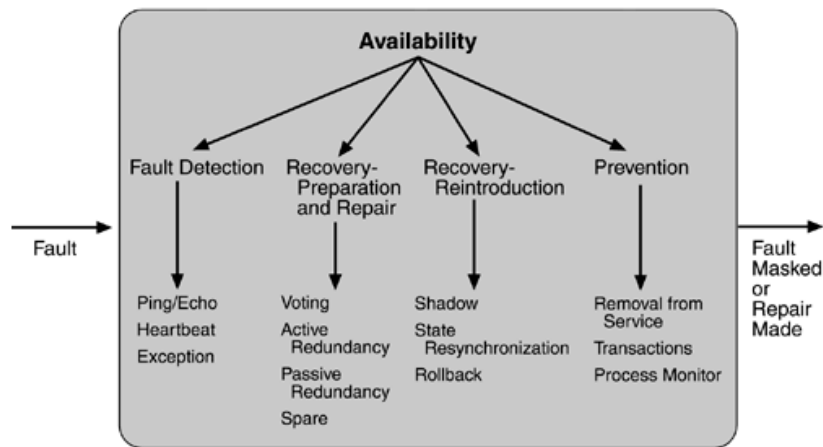 Availability
Fault Detection
Recovery-
Preparation
and Repair
Recovery-
Reintroduction
Prevention
Fault
Ping/Echo
Heartbeat
Exception
Voting
Active
Redundancy
Passive
Redundancy
Spare
Shadow
State
Resynchronization
Rollback
Removal from
Service
Transactions
Process Monitor
Fault
Masked
or
Repair
Made